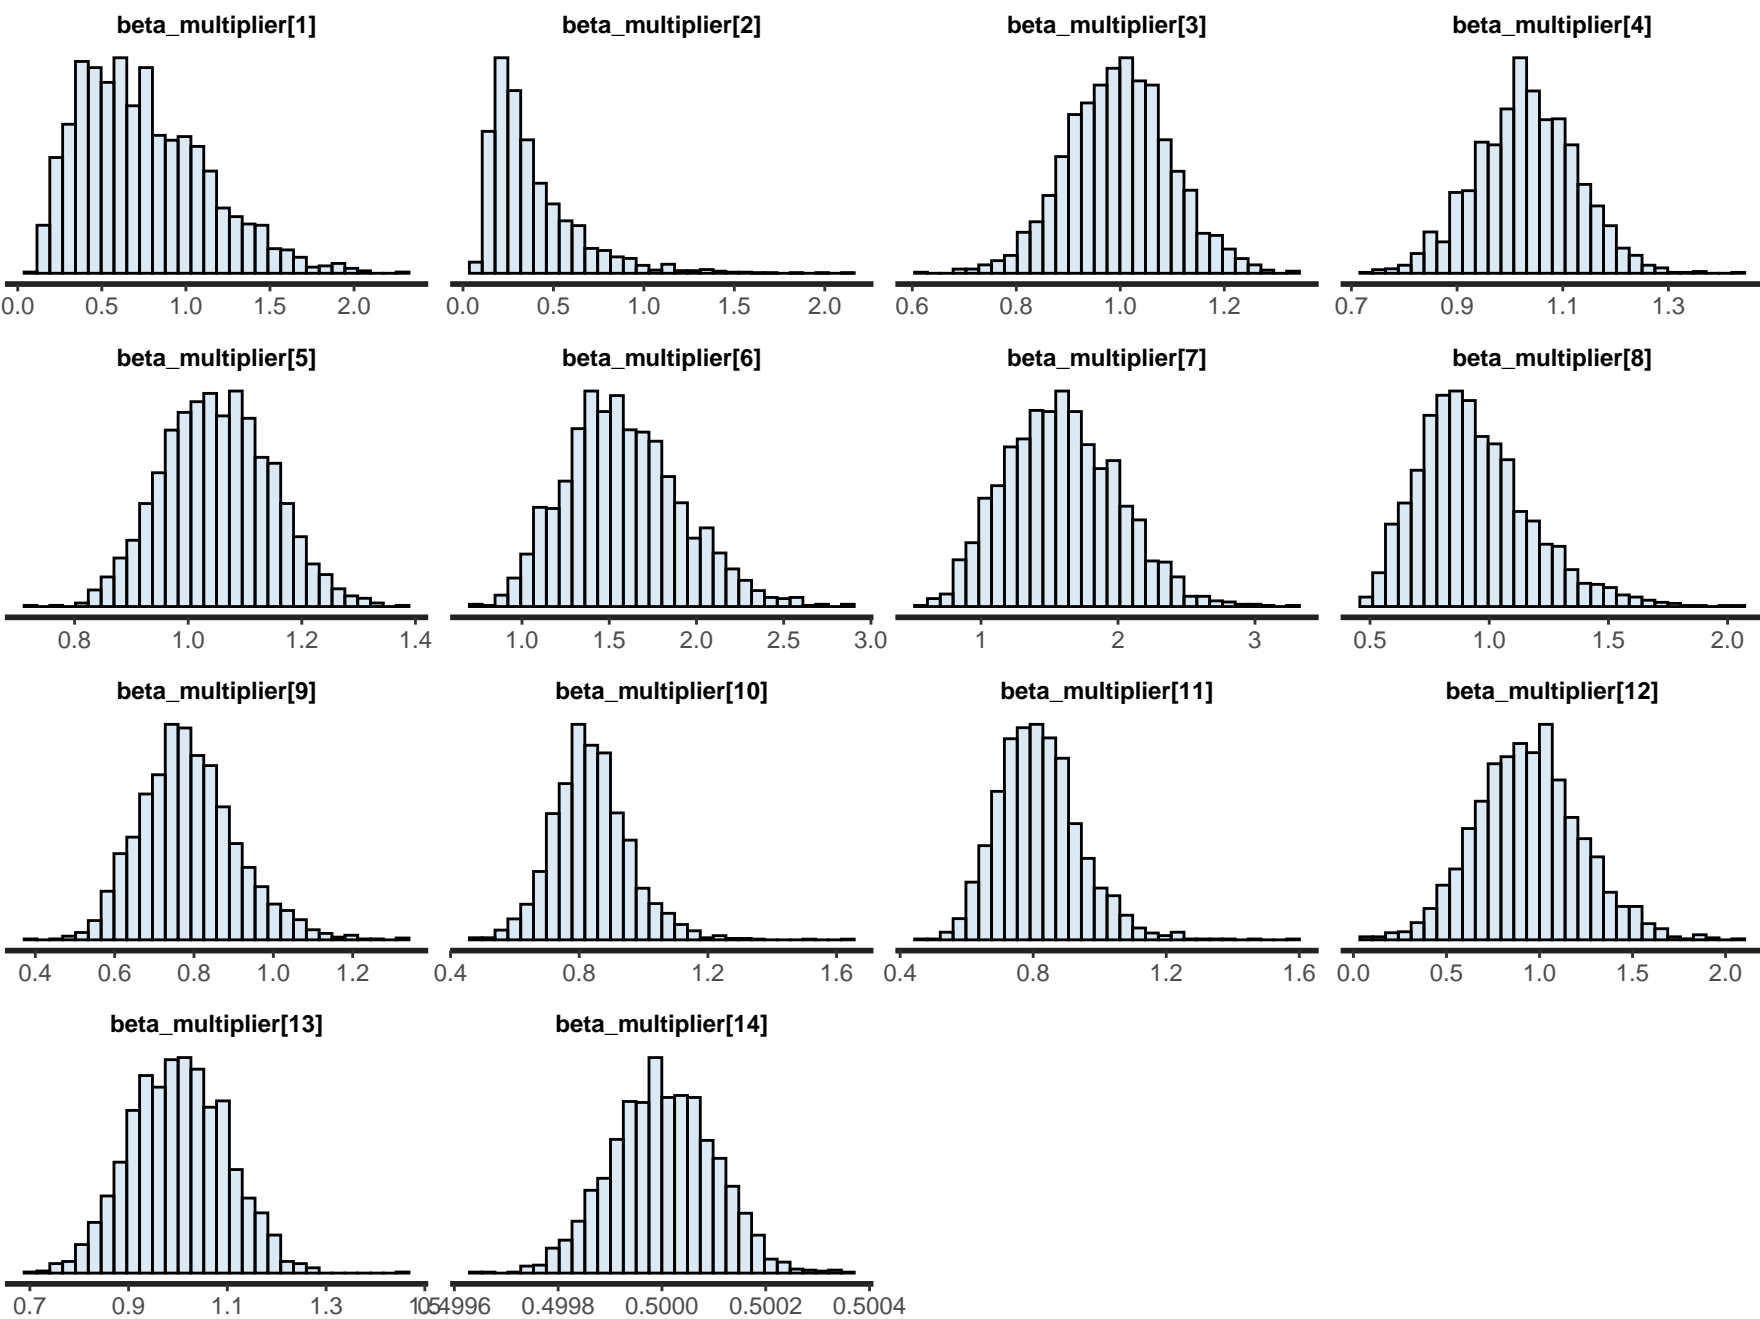 beta_multiplier[1] beta_multiplier[2] beta_multiplier[3] beta_multiplier[4]
0.0 0.5 1.0 1.5 2.0 0.0 0.5 1.0 1.5 2.0 0.6 0.8 1.0 1.2 0.7 0.9 1.1 1.3
beta_multiplier[5] beta_multiplier[6] beta_multiplier[7] beta_multiplier[8]
0.8 1.0 1.2 1.4 1.0 1.5 2.0 2.5 3.0 1 2 3 0.5 1.0 1.5 2.0
beta_multiplier[9] beta_multiplier[10] beta_multiplier[11] beta_multiplier[12]
0.4 0.6 0.8 1.0 1.2 0.4 0.8 1.2 1.6 0.4 0.8 1.2 1.6 0.0 0.5 1.0 1.5 2.0
beta_multiplier[13] beta_multiplier[14]
0.7 0.9 1.1 1.3 1.5 0.4996 0.4998 0.5000 0.5002 0.5004